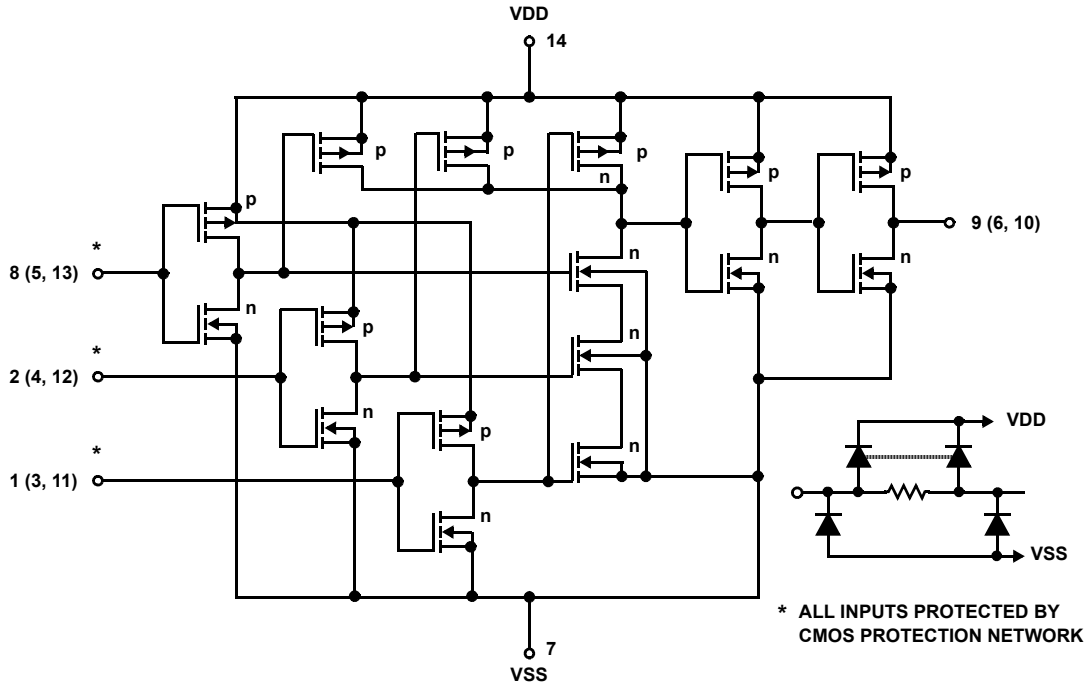 VDD
14
p
p
p
p
n
p
p
*
8 (5, 13)
9 (6, 10)
n
n
n
n
p
*
2 (4, 12)
n
n
p
VDD
*
1 (3, 11)
n
n
VSS
* ALL INPUTS PROTECTED BY
CMOS PROTECTION NETWORK
7
VSS